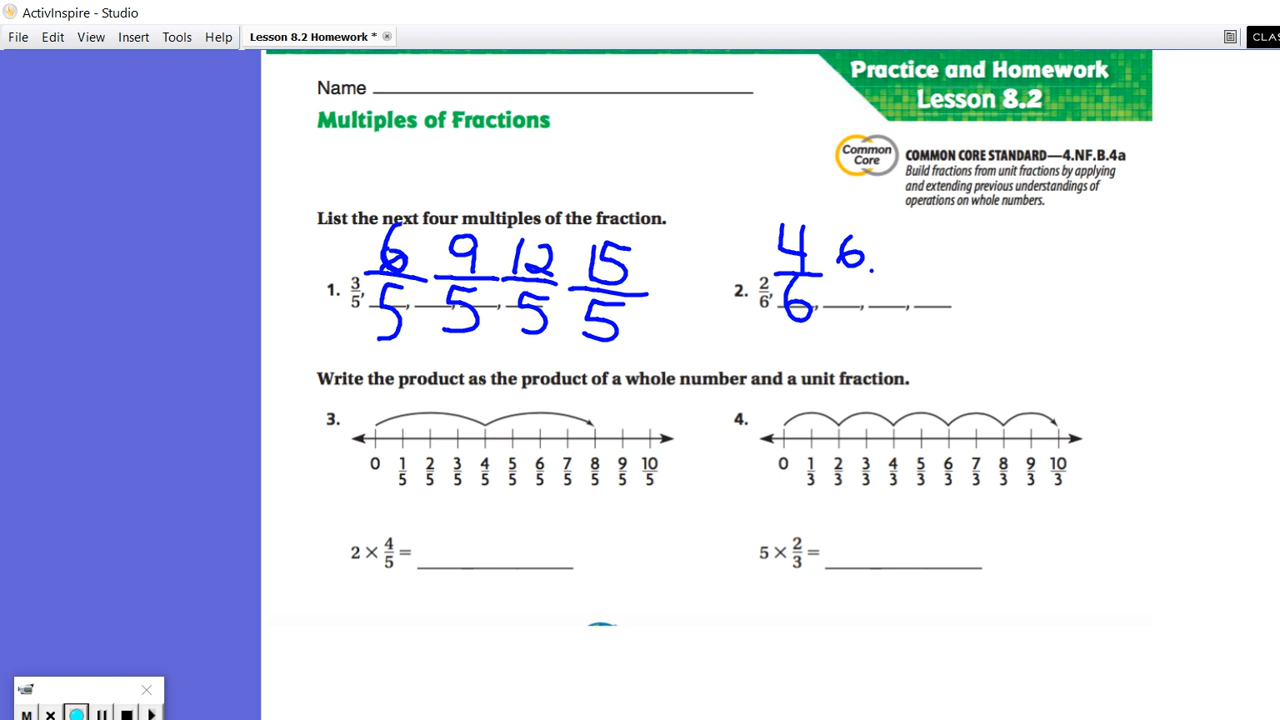 ActivInspire - Studio
File Edit View Insert Tools Help Lesson 8.2 Homework * CLAS
Name
Practice and Homework
Lesson 8.2
Multiples of Fractions
Common Core
COMMON CORE STANDARD—4.NF.B.4a
Build fractions from unit fractions by applying
and extending previous understandings of
operations on whole numbers.
List the next four multiples of the fraction.
1. 3/5, 6/5, 9/5, 12/5, 15/5
2. 2/6, 4/6, 6
Write the product as the product of a whole number and a unit fraction.
3.
0 1/5 2/5 3/5 4/5 5/5 6/5 7/5 8/5 9/5 10/5
2 × 4/5 =
4.
0 1/3 2/3 3/3 4/3 5/3 6/3 7/3 8/3 9/3 10/3
5 × 2/3 =
M